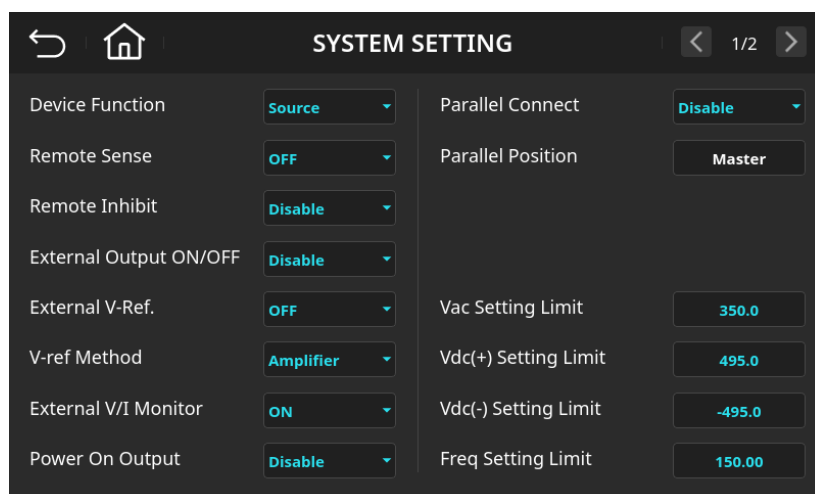 SYSTEM SETTING
1/2
Device Function Source
Remote Sense OFF
Remote Inhibit Disable
External Output ON/OFF Disable
External V-Ref. OFF
V-ref Method Amplifier
External V/I Monitor ON
Power On Output Disable
Parallel Connect Disable
Parallel Position Master
Vac Setting Limit 350.0
Vdc(+) Setting Limit 495.0
Vdc(-) Setting Limit -495.0
Freq Setting Limit 150.00